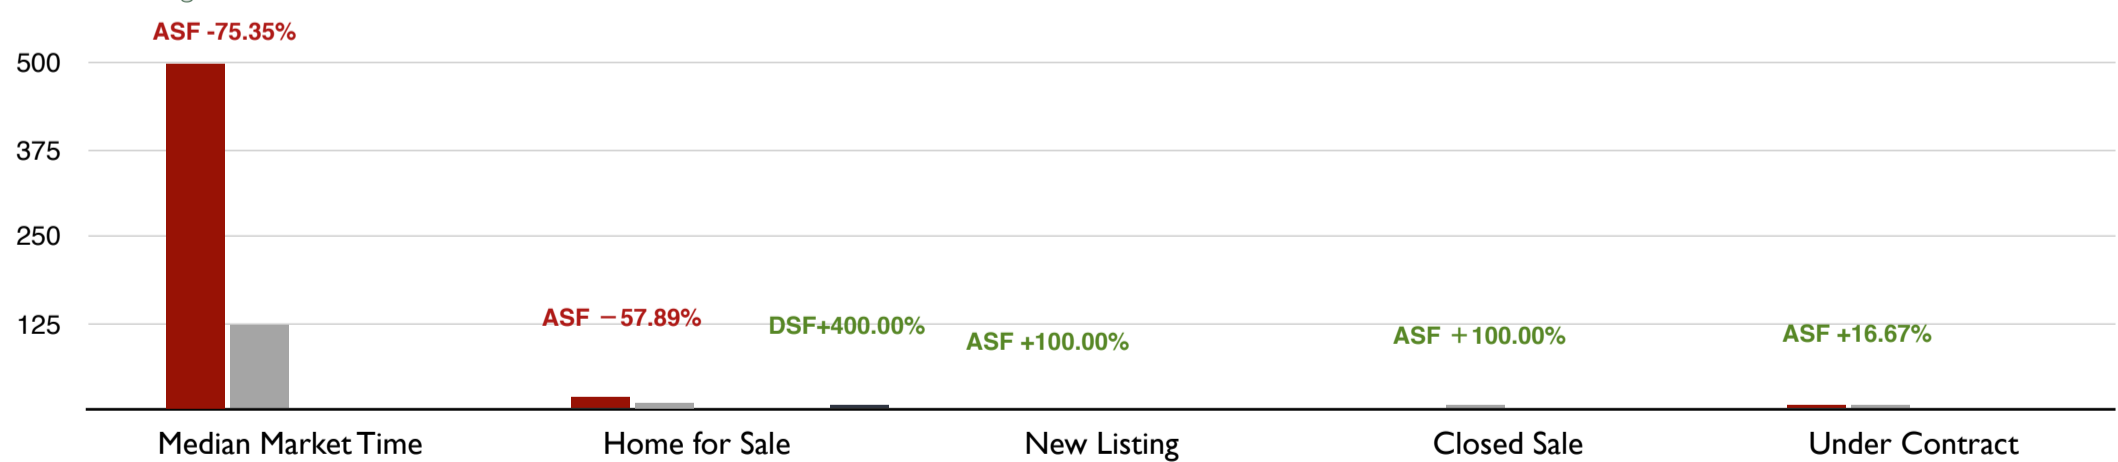 ASF -75.35%
500
375
250
125
ASF −57.89%
DSF+400.00%
ASF +100.00%
ASF +100.00%
ASF +16.67%
Median Market Time
Home for Sale
New Listing
Closed Sale
Under Contract